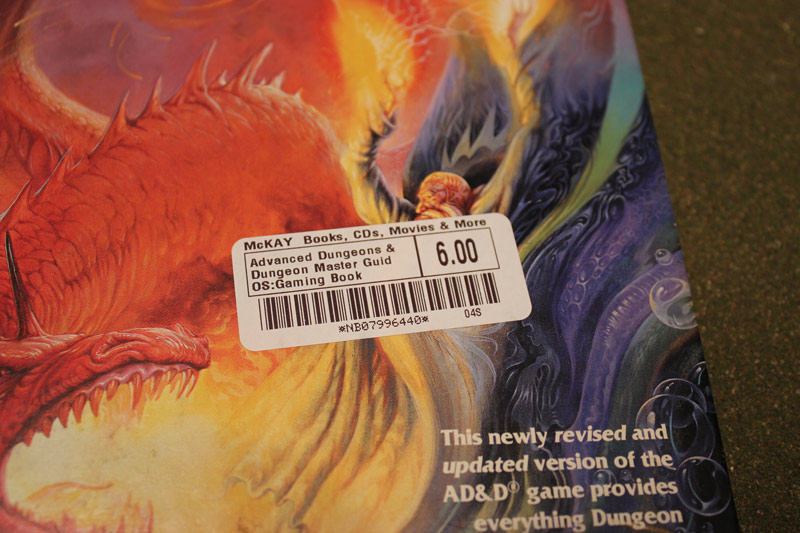 McKAY Books, CDs, Movies & More
Advanced Dungeons &
Dungeon Master Guid
OS:Gaming Book
6.00
*NB07996440*
04S
This newly revised and
updated version of the
AD&D® game provides
everything Dungeon